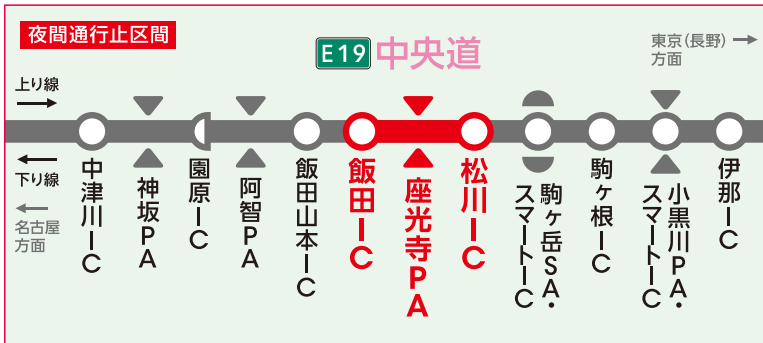 夜間通行止区間
E19 中央道
東京(長野)
方面
上り線
下り線
名古屋
方面
中津川IC
神坂PA
園原IC
阿智PA
飯田山本IC
飯田IC
座光寺PA
松川IC
駒ヶ岳SA・
スマートIC
駒ヶ根IC
小黒川PA・
スマートIC
伊那IC